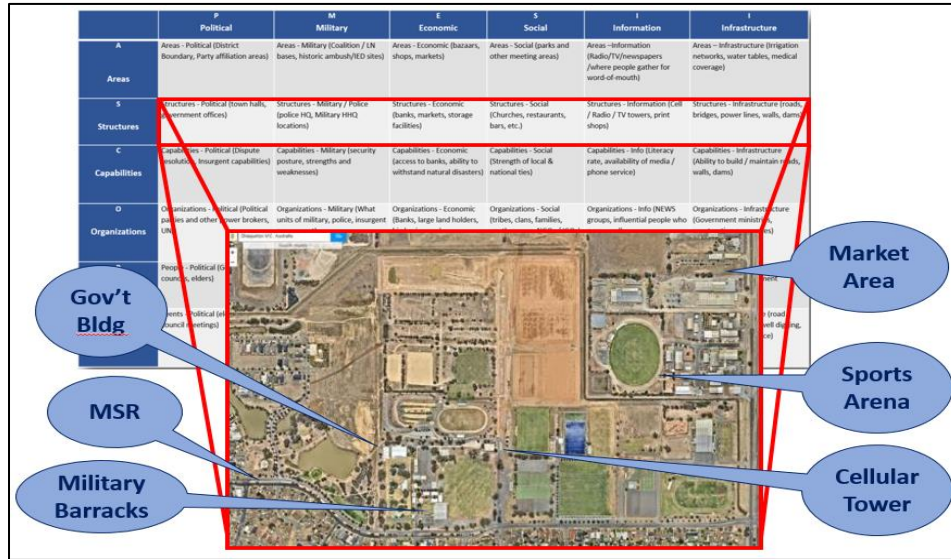 P M E S I I
Political Military Economic Social Information Infrastructure
A
Areas
Areas - Political (District
Boundary, Party affiliation areas)
Areas - Military (Coalition / LN
bases, historic ambush/IED sites)
Areas - Economic (bazaars,
shops, markets)
Areas - Social (parks and
other meeting areas)
Areas –Information
(Radio/TV/newspapers
/where people gather for
word-of-mouth)
Areas – Infrastructure (Irrigation
networks, water tables, medical
coverage)
S
Structures
Structures - Political (town halls,
government offices)
Structures - Military / Police
(police HQ, Military HHQ
locations)
Structures - Economic
(banks, markets, storage
facilities)
Structures - Social
(Churches, restaurants,
bars, etc.)
Structures - Information (Cell
/ Radio / TV towers, print
shops)
Structures - Infrastructure (roads,
bridges, power lines, walls, dams)
C
Capabilities
Capabilities - Political (Dispute
resolution, Insurgent capabilities)
Capabilities - Military (security
posture, strengths and
weaknesses)
Capabilities - Economic
(access to banks, ability to
withstand natural disasters)
Capabilities - Social
(Strength of local &
national ties)
Capabilities - Info (Literacy
rate, availability of media /
phone service)
Capabilities - Infrastructure
(Ability to build / maintain roads,
walls, dams)
O
Organizations
Organizations - Political (Political
parties and other power brokers,
UN
Organizations - Military (What
units of military, police, insurgent
Organizations - Economic
(Banks, large land holders,
Organizations - Social
(tribes, clans, families,
Organizations - Info (NEWS
groups, influential people who
Organizations - Infrastructure
(Government ministries,
People - Political (G
councils, elders)
Events - Political (ele
council meetings)
Shepparton VIC, Australia
Gov't
Bldg
MSR
Military
Barracks
Market
Area
Sports
Arena
Cellular
Tower